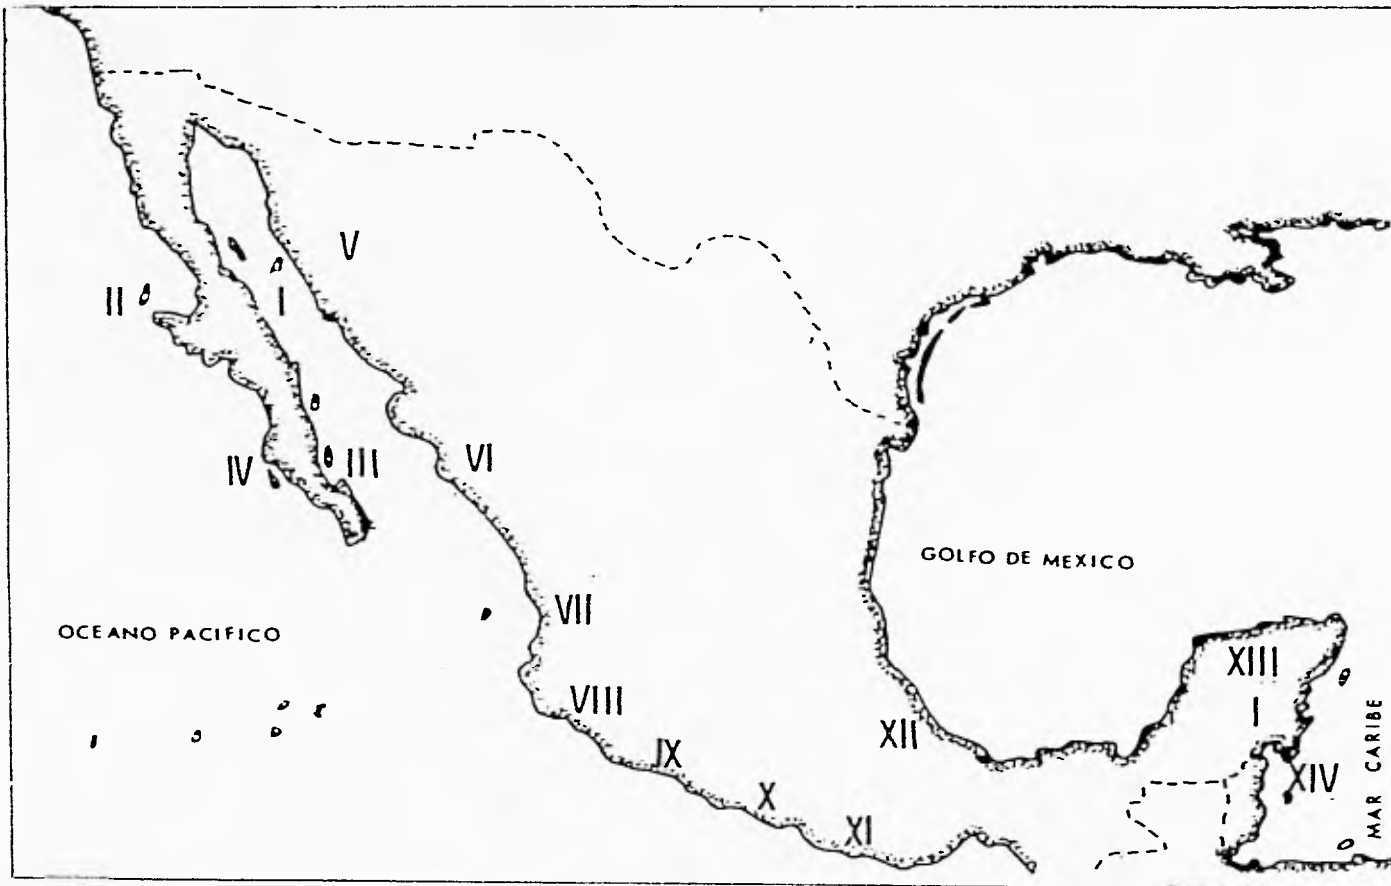 V
II
I
IV
III
VI
GOLFO DE MEXICO
VII
OCEANO PACIFICO
XIII
VIII
I
XII
IX
XIV
X
XI
MAR CARIBE